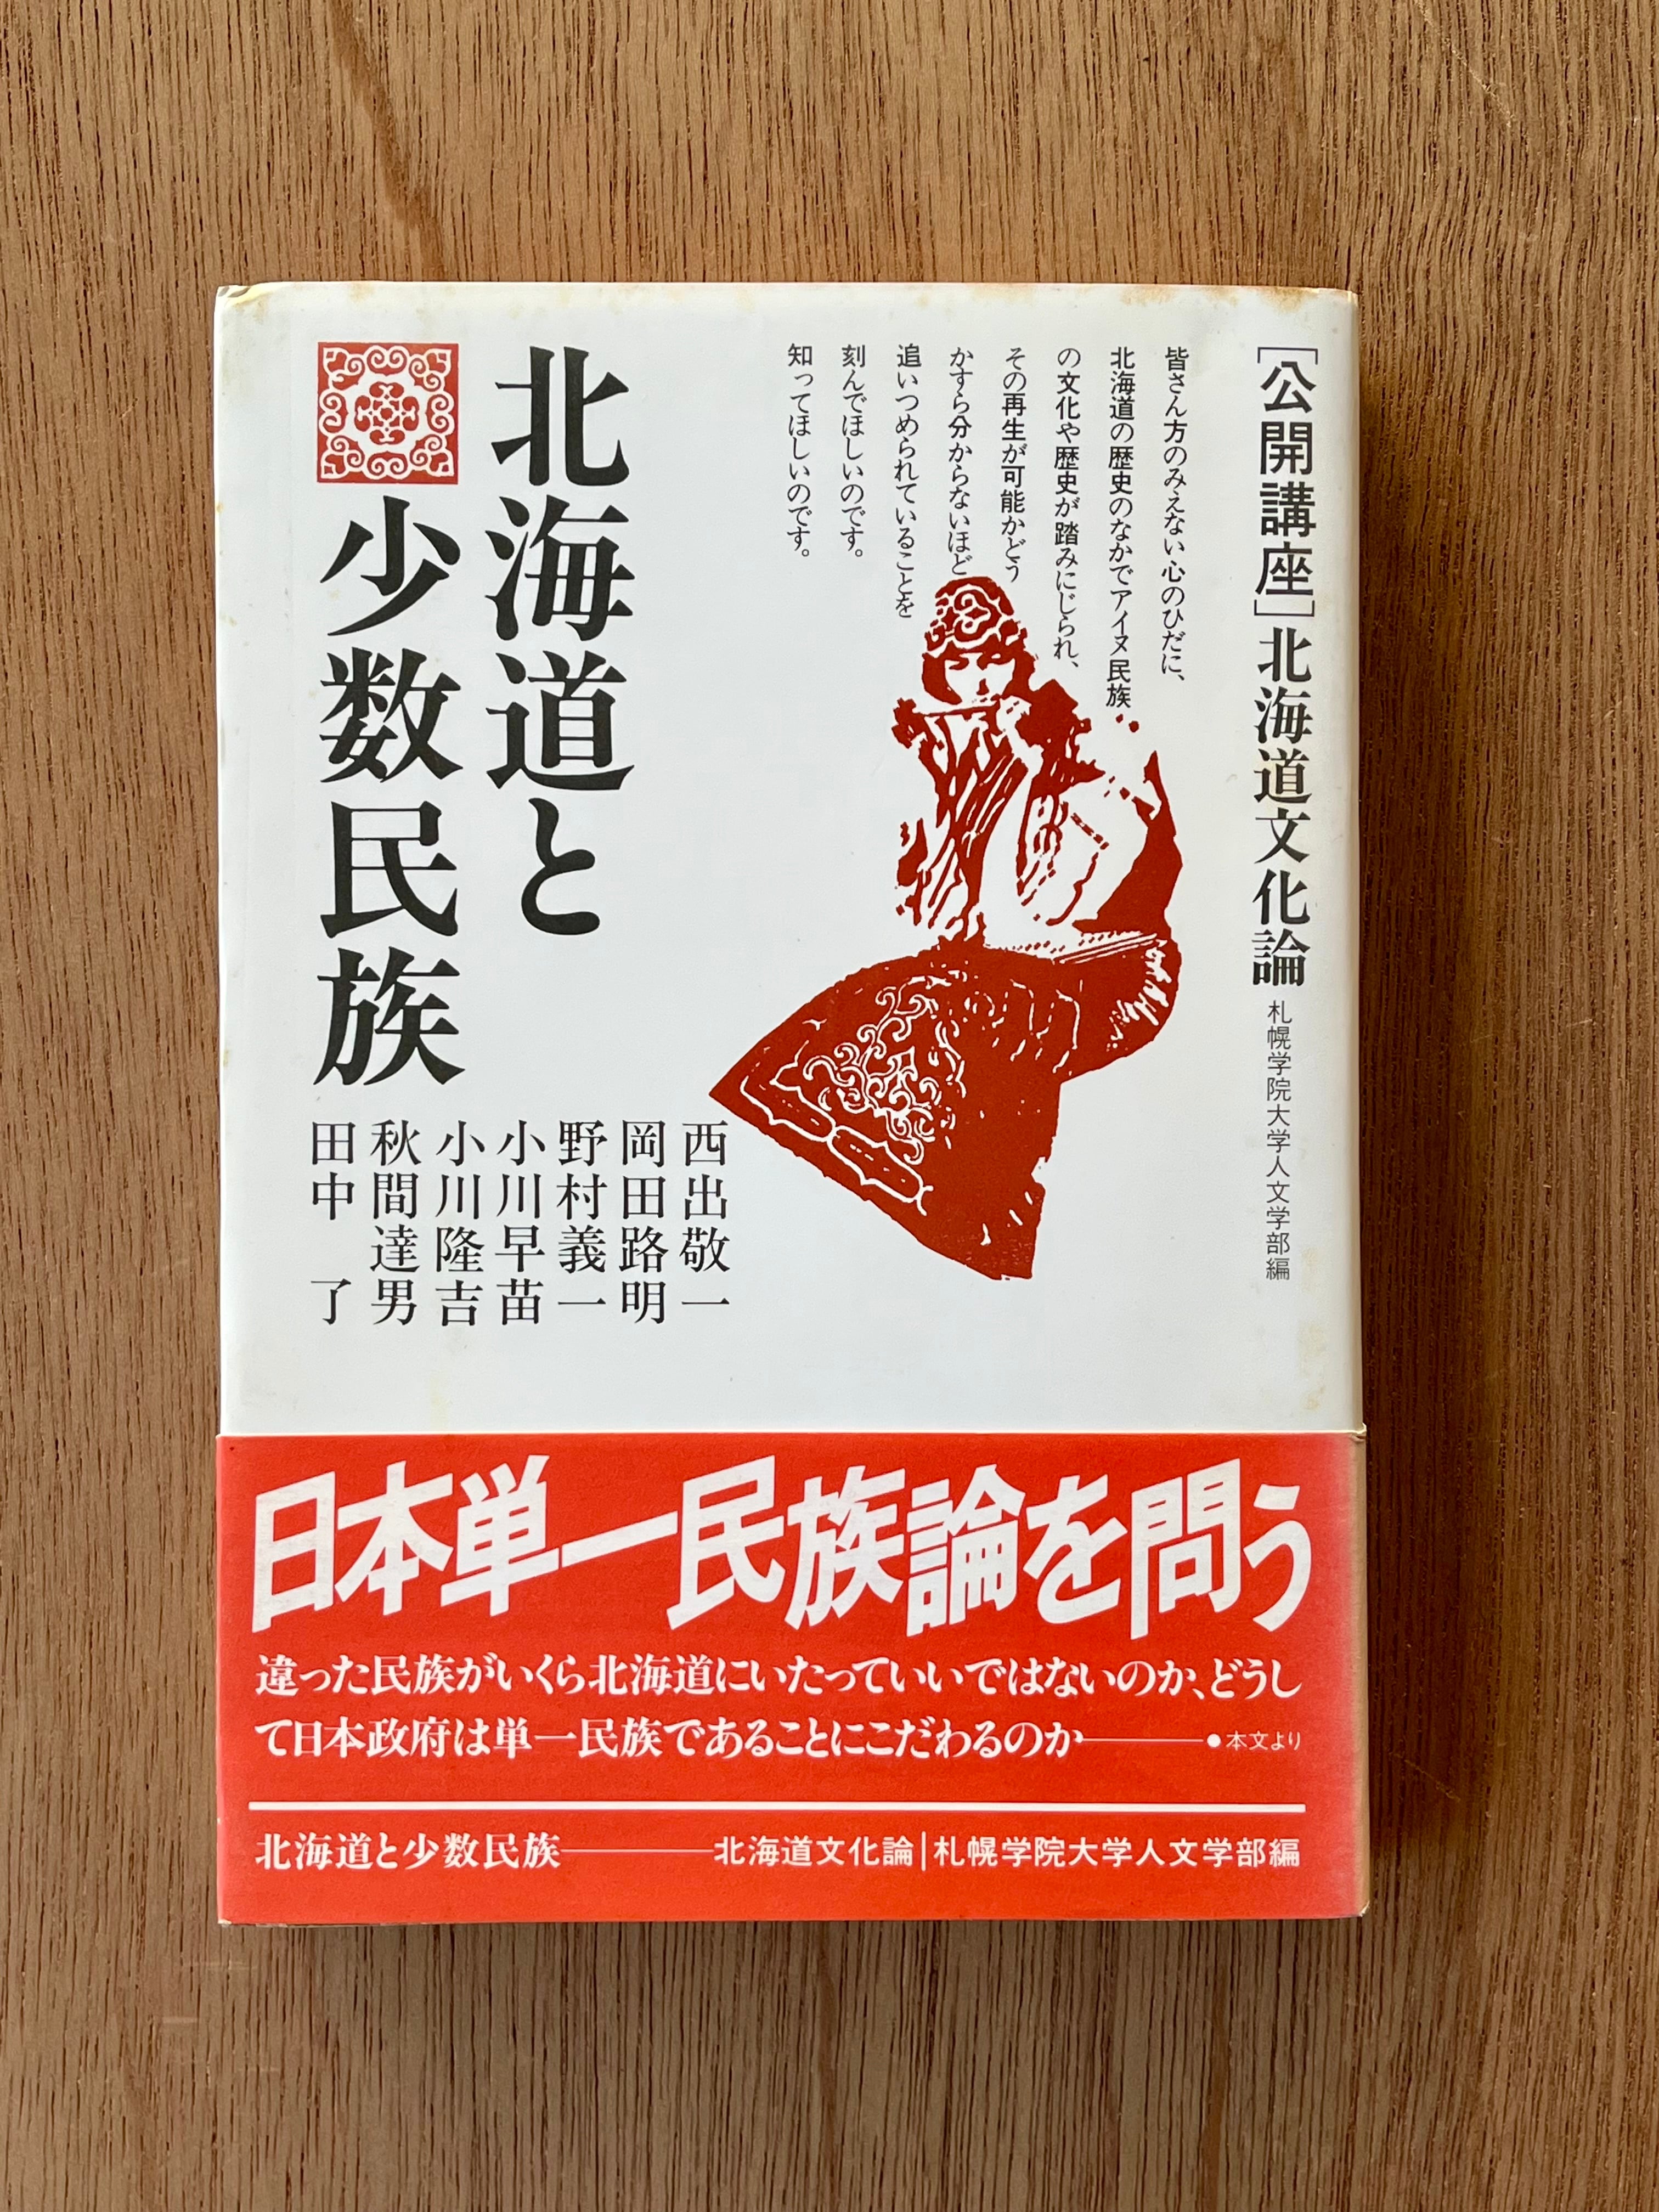 [公開講座]北海道文化論
札幌学院大学人文学部編
皆さん方のみえない心のひだに、
北海道の歴史のなかでアイヌ民族
の文化や歴史が踏みにじられ、
その再生が可能かどう
かすら分からないほど
追いつめられていることを
刻んでほしいのです。
知ってほしいのです。
北海道と
少数民族
西出敬一
岡田路明
野村義一
小川早苗
小川隆吉
秋間達男
田中 了
日本単一民族論を問う
違った民族がいくら北海道にいたっていいではないのか、どうし
て日本政府は単一民族であることにこだわるのか――●本文より
北海道と少数民族――北海道文化論|札幌学院大学人文学部編